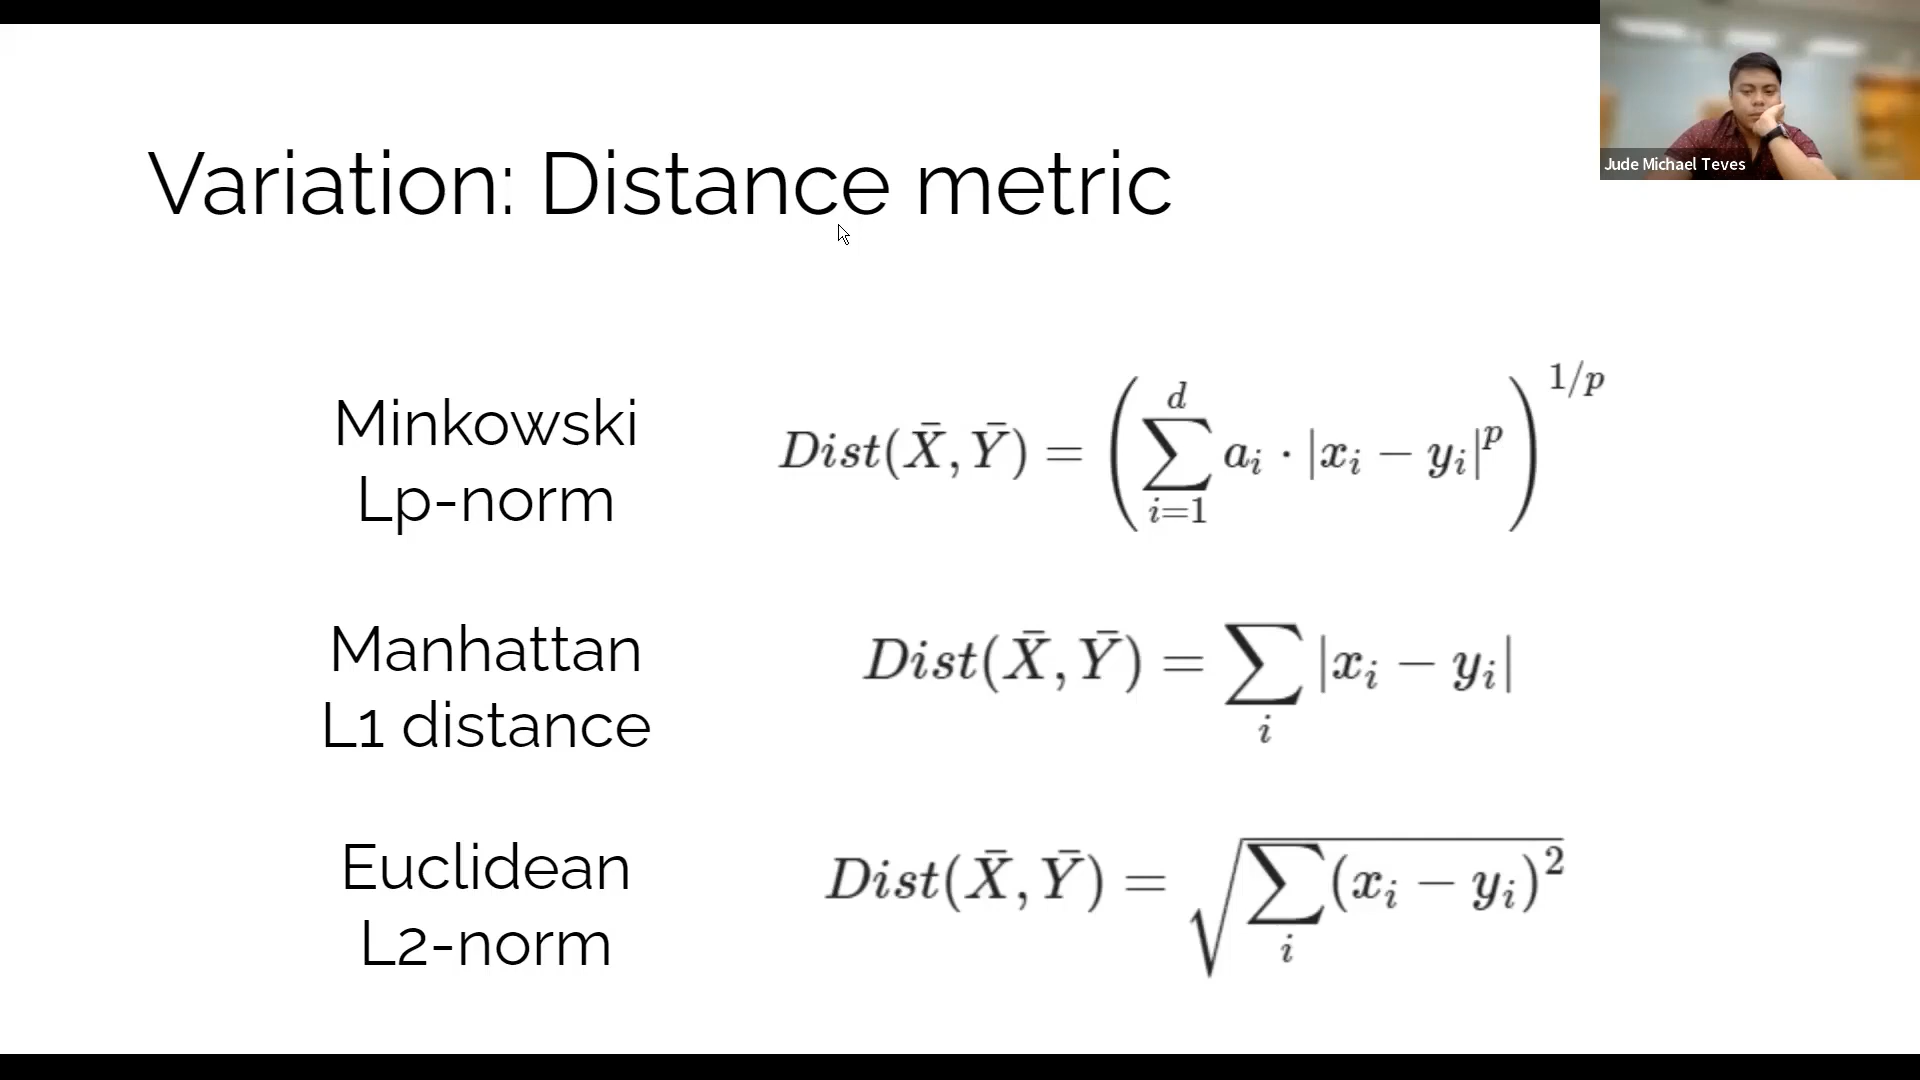 Jude Michael Teves
Variation: Distance metric
Minkowski
Lp-norm
Dist(X̄, Ȳ) = (∑_{i=1}^{d} a_i · |x_i − y_i|^p)^{1/p}
Manhattan
L1 distance
Dist(X̄, Ȳ) = ∑_i |x_i − y_i|
Euclidean
L2-norm
Dist(X̄, Ȳ) = √(∑_i (x_i − y_i)^2)